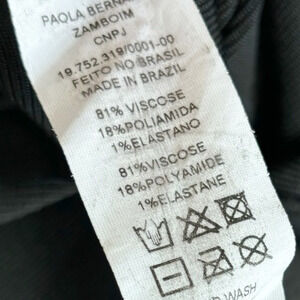 PAOLA BERNA
ZAMBOIM
CNPJ
19.752.319/0001-00
FEITO NO BRASIL
MADE IN BRAZIL
81% VISCOSE
18%POLIAMIDA
1%ELASTANO
81%VISCOSE
18%POLYAMIDE
1%ELASTANE
WASH